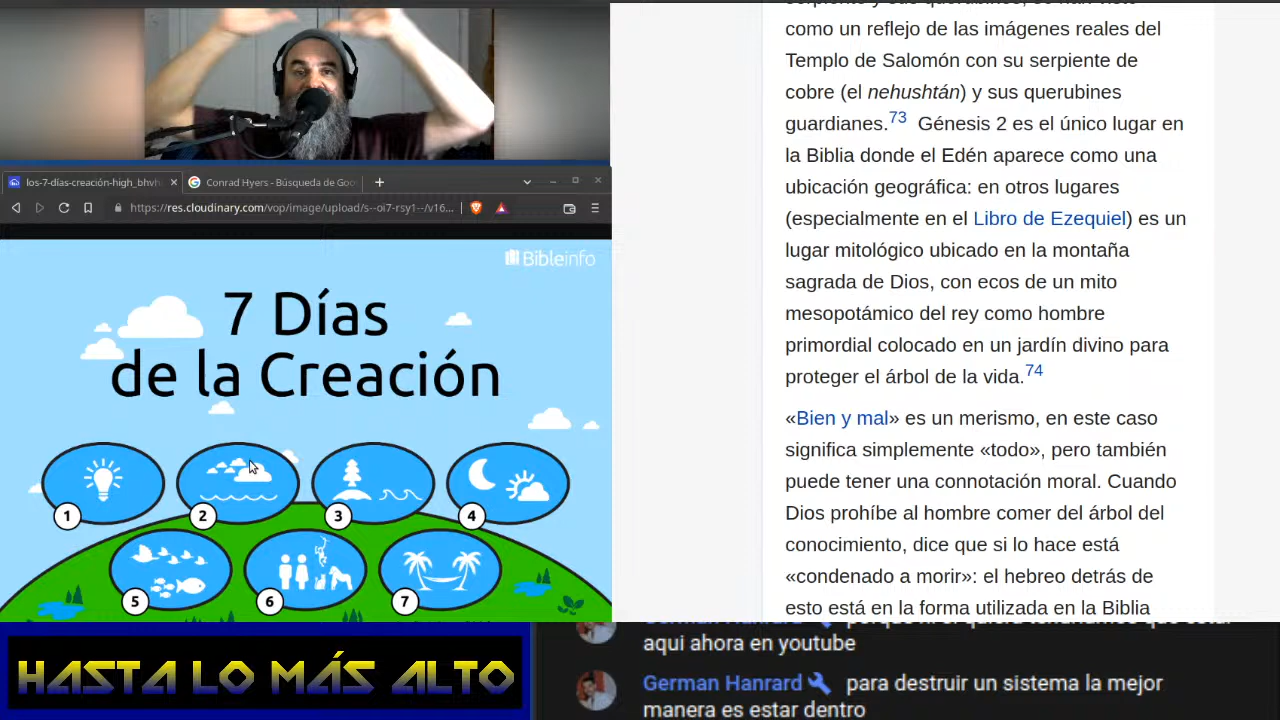 los-7-días-creación-high_bhvh
Conrad Hyers - Búsqueda de Goo
https://res.cloudinary.com/vop/image/upload/s--oi7-rsy1--/v16...
Bibleinfo
7 Días
de la Creación
1
2
3
4
5
6
7
como un reflejo de las imágenes reales del
Templo de Salomón con su serpiente de
cobre (el nehushtán) y sus querubines
guardianes.73 Génesis 2 es el único lugar en
la Biblia donde el Edén aparece como una
ubicación geográfica: en otros lugares
(especialmente en el Libro de Ezequiel) es un
lugar mitológico ubicado en la montaña
sagrada de Dios, con ecos de un mito
mesopotámico del rey como hombre
primordial colocado en un jardín divino para
proteger el árbol de la vida.74
«Bien y mal» es un merismo, en este caso
significa simplemente «todo», pero también
puede tener una connotación moral. Cuando
Dios prohíbe al hombre comer del árbol del
conocimiento, dice que si lo hace está
«condenado a morir»: el hebreo detrás de
esto está en la forma utilizada en la Biblia
HASTA LO MÁS ALTO
aqui ahora en youtube
German Hanrard para destruir un sistema la mejor
manera es estar dentro